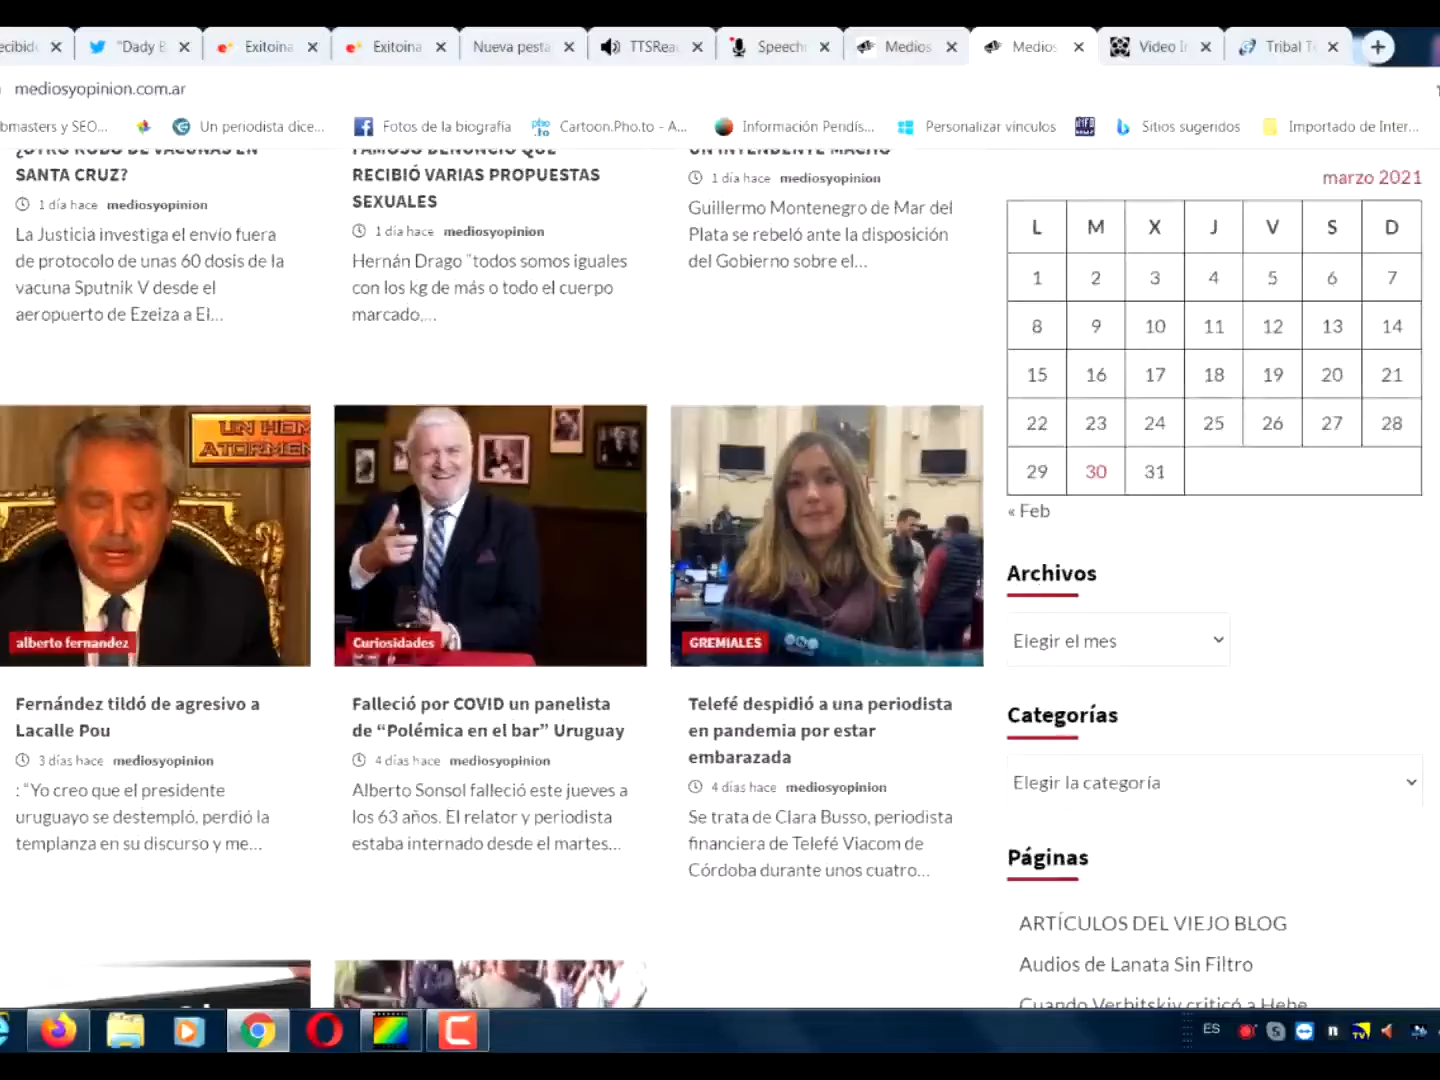 ecibid
"Dady E
Exitoina
Exitoina
Nueva pesta
TTSRea
Speech
Medios
Medios
Video I
Tribal T
mediosyopinion.com.ar
bmasters y SEO...
Un periodista dice...
Fotos de la biografía
Cartoon.Pho.to - A...
Información Peridís...
Personalizar vínculos
Sitios sugeridos
Importado de Inter...
¿OTRO ROBO DE VACUNAS EN
SANTA CRUZ?
1 día hace mediosyopinion
La Justicia investiga el envío fuera
de protocolo de unas 60 dosis de la
vacuna Sputnik V desde el
aeropuerto de Ezeiza a El...
FAMOSO DENUNCIÓ QUE
RECIBIÓ VARIAS PROPUESTAS
SEXUALES
1 día hace mediosyopinion
Hernán Drago "todos somos iguales
con los kg de más o todo el cuerpo
marcado,...
UN INTENDENTE MACHO
1 día hace mediosyopinion
Guillermo Montenegro de Mar del
Plata se rebeló ante la disposición
del Gobierno sobre el...
marzo 2021
L M X J V S D
1 2 3 4 5 6 7
8 9 10 11 12 13 14
15 16 17 18 19 20 21
22 23 24 25 26 27 28
29 30 31
« Feb
UN HOM
ATORMEN
alberto fernandez
Curiosidades
GREMIALES
Fernández tildó de agresivo a
Lacalle Pou
3 días hace mediosyopinion
: “Yo creo que el presidente
uruguayo se destempló, perdió la
templanza en su discurso y me...
Falleció por COVID un panelista
de “Polémica en el bar” Uruguay
4 días hace mediosyopinion
Alberto Sonsol falleció este jueves a
los 63 años. El relator y periodista
estaba internado desde el martes...
Telefé despidió a una periodista
en pandemia por estar
embarazada
4 días hace mediosyopinion
Se trata de Clara Busso, periodista
financiera de Telefé Viacom de
Córdoba durante unos cuatro...
Archivos
Elegir el mes
Categorías
Elegir la categoría
Páginas
ARTÍCULOS DEL VIEJO BLOG
Audios de Lanata Sin Filtro
Cuando Verbitskiy criticó a Hebe
ES